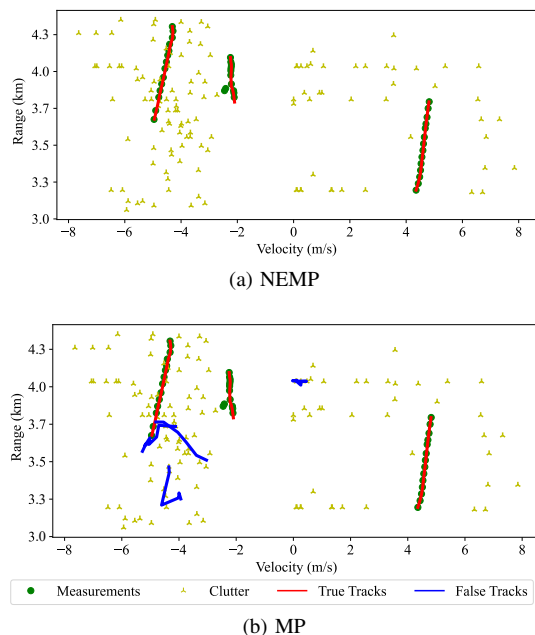 4.3
4.0
3.7
3.5
3.3
3.0
Range (km)
−8 −6 −4 −2 0 2 4 6 8
Velocity (m/s)
(a) NEMP
4.3
4.0
3.7
3.5
3.3
3.0
Range (km)
−8 −6 −4 −2 0 2 4 6 8
Velocity (m/s)
Measurements Clutter True Tracks False Tracks
(b) MP